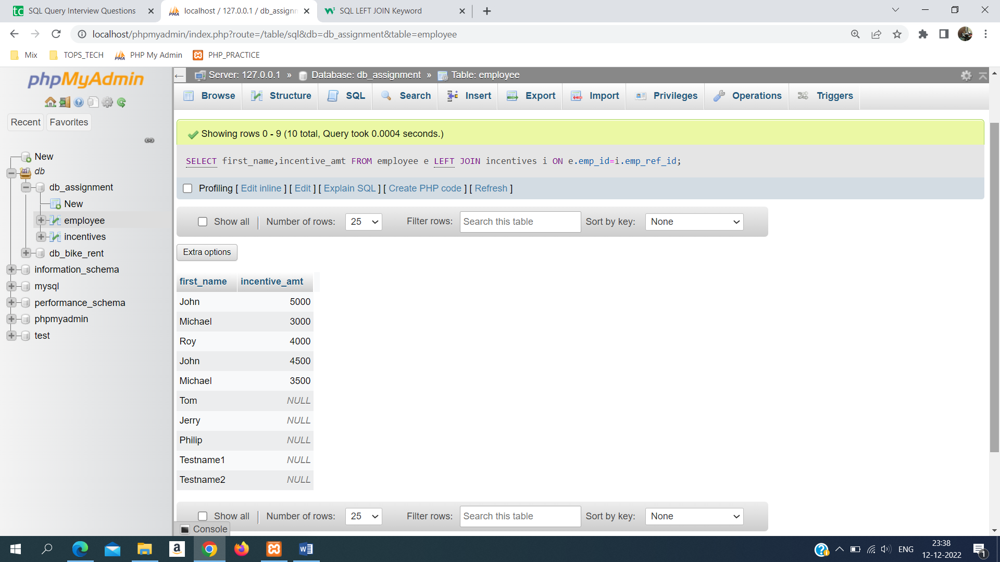 SQL Query Interview Questions
localhost / 127.0.0.1 / db_assignn
SQL LEFT JOIN Keyword
localhost/phpmyadmin/index.php?route=/table/sql&db=db_assignment&table=employee
Mix TOPS_TECH PHP My Admin PHP_PRACTICE
phpMyAdmin
Recent Favorites
New
db
db_assignment
New
employee
incentives
db_bike_rent
information_schema
mysql
performance_schema
phpmyadmin
test
Server: 127.0.0.1 » Database: db_assignment » Table: employee
Browse Structure SQL Search Insert Export Import Privileges Operations Triggers
Showing rows 0 - 9 (10 total, Query took 0.0004 seconds.)
SELECT first_name,incentive_amt FROM employee e LEFT JOIN incentives i ON e.emp_id=i.emp_ref_id;
Profiling [ Edit inline ] [ Edit ] [ Explain SQL ] [ Create PHP code ] [ Refresh ]
Show all Number of rows: 25 Filter rows: Search this table Sort by key: None
Extra options
first_name incentive_amt
John 5000
Michael 3000
Roy 4000
John 4500
Michael 3500
Tom NULL
Jerry NULL
Philip NULL
Testname1 NULL
Testname2 NULL
Show all Number of rows: 25 Filter rows: Search this table Sort by key: None
Console
ENG
23:38
12-12-2022
1